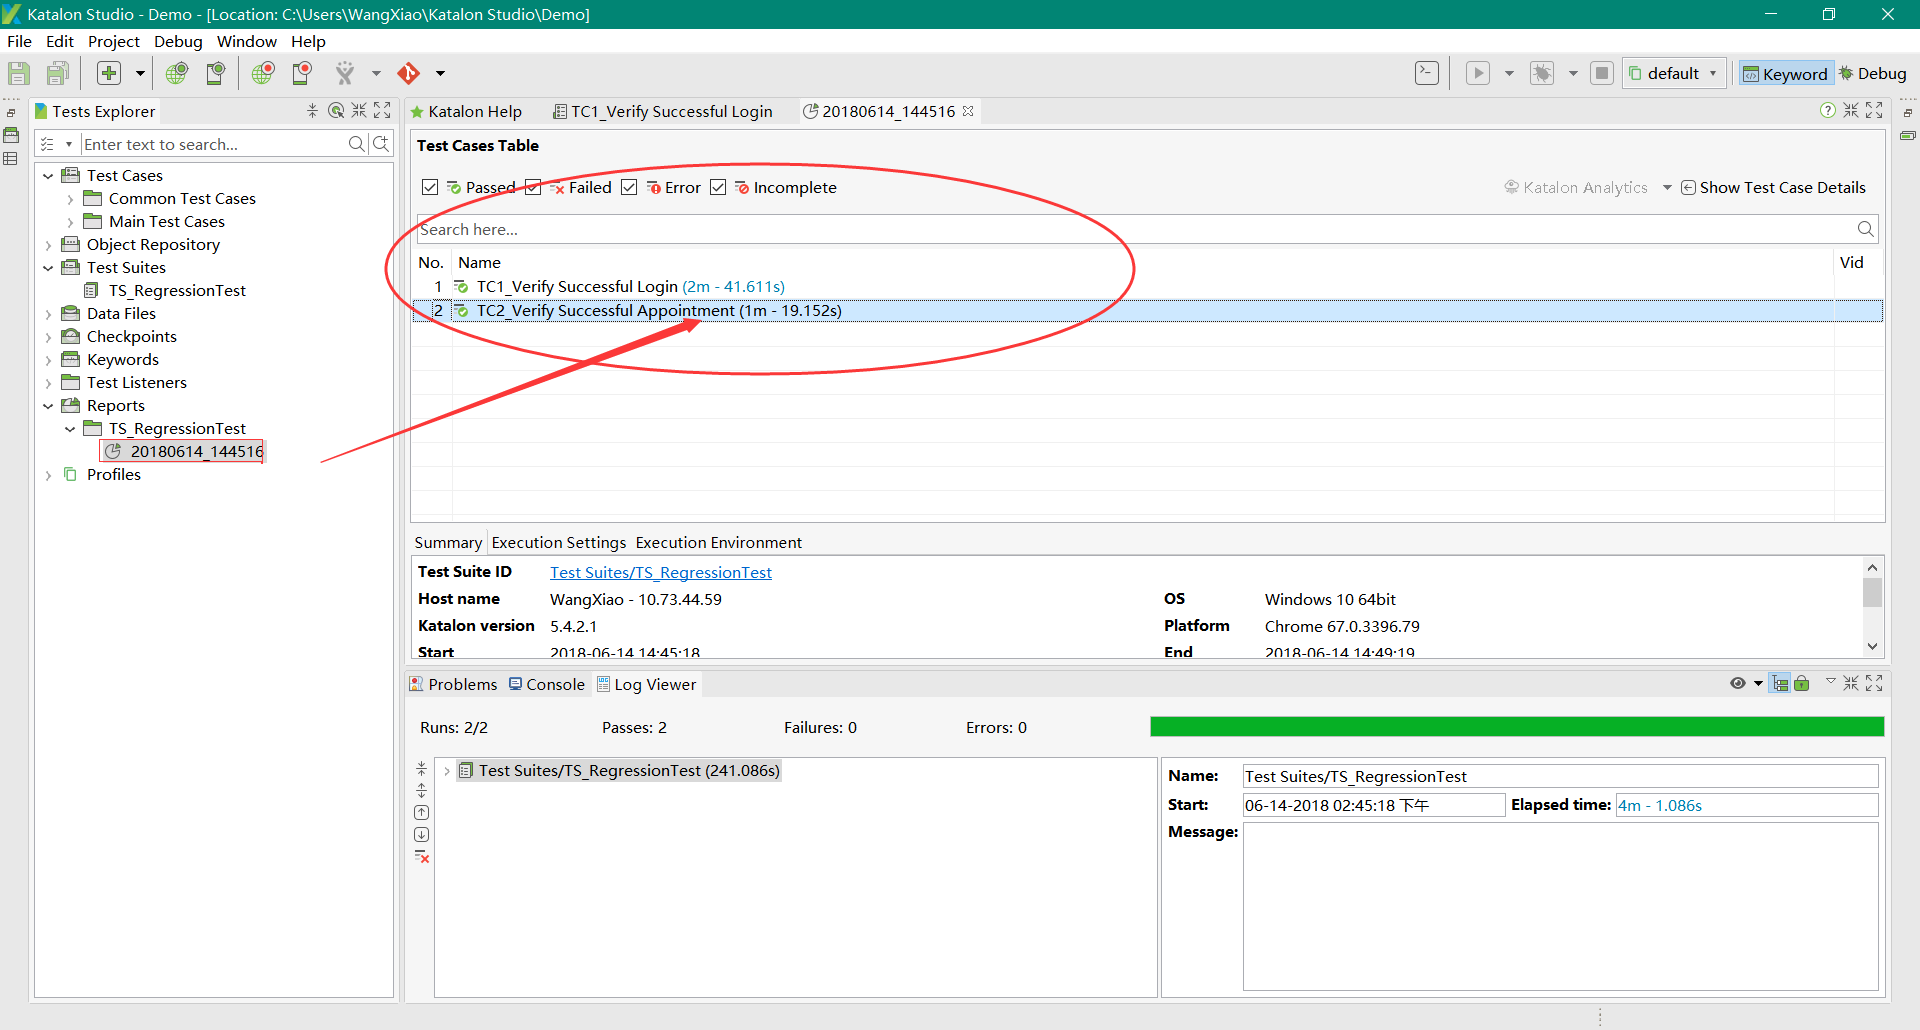 Katalon Studio - Demo - [Location: C:\Users\WangXiao\Katalon Studio\Demo]
File Edit Project Debug Window Help
default Keyword Debug
Tests Explorer
Enter text to search...
Test Cases
Common Test Cases
Main Test Cases
Object Repository
Test Suites
TS_RegressionTest
Data Files
Checkpoints
Keywords
Test Listeners
Reports
TS_RegressionTest
20180614_144516
Profiles
Katalon Help TC1_Verify Successful Login 20180614_144516
Test Cases Table
Passed Failed Error Incomplete Katalon Analytics Show Test Case Details
Search here...
No. Name Vid
1 TC1_Verify Successful Login (2m - 41.611s)
2 TC2_Verify Successful Appointment (1m - 19.152s)
Summary Execution Settings Execution Environment
Test Suite ID Test Suites/TS_RegressionTest
Host name WangXiao - 10.73.44.59 OS Windows 10 64bit
Katalon version 5.4.2.1 Platform Chrome 67.0.3396.79
Start 2018-06-14 14:45:18 End 2018-06-14 14:49:19
Problems Console Log Viewer
Runs: 2/2 Passes: 2 Failures: 0 Errors: 0
Test Suites/TS_RegressionTest (241.086s)
Name: Test Suites/TS_RegressionTest
Start: 06-14-2018 02:45:18 下午 Elapsed time: 4m - 1.086s
Message: